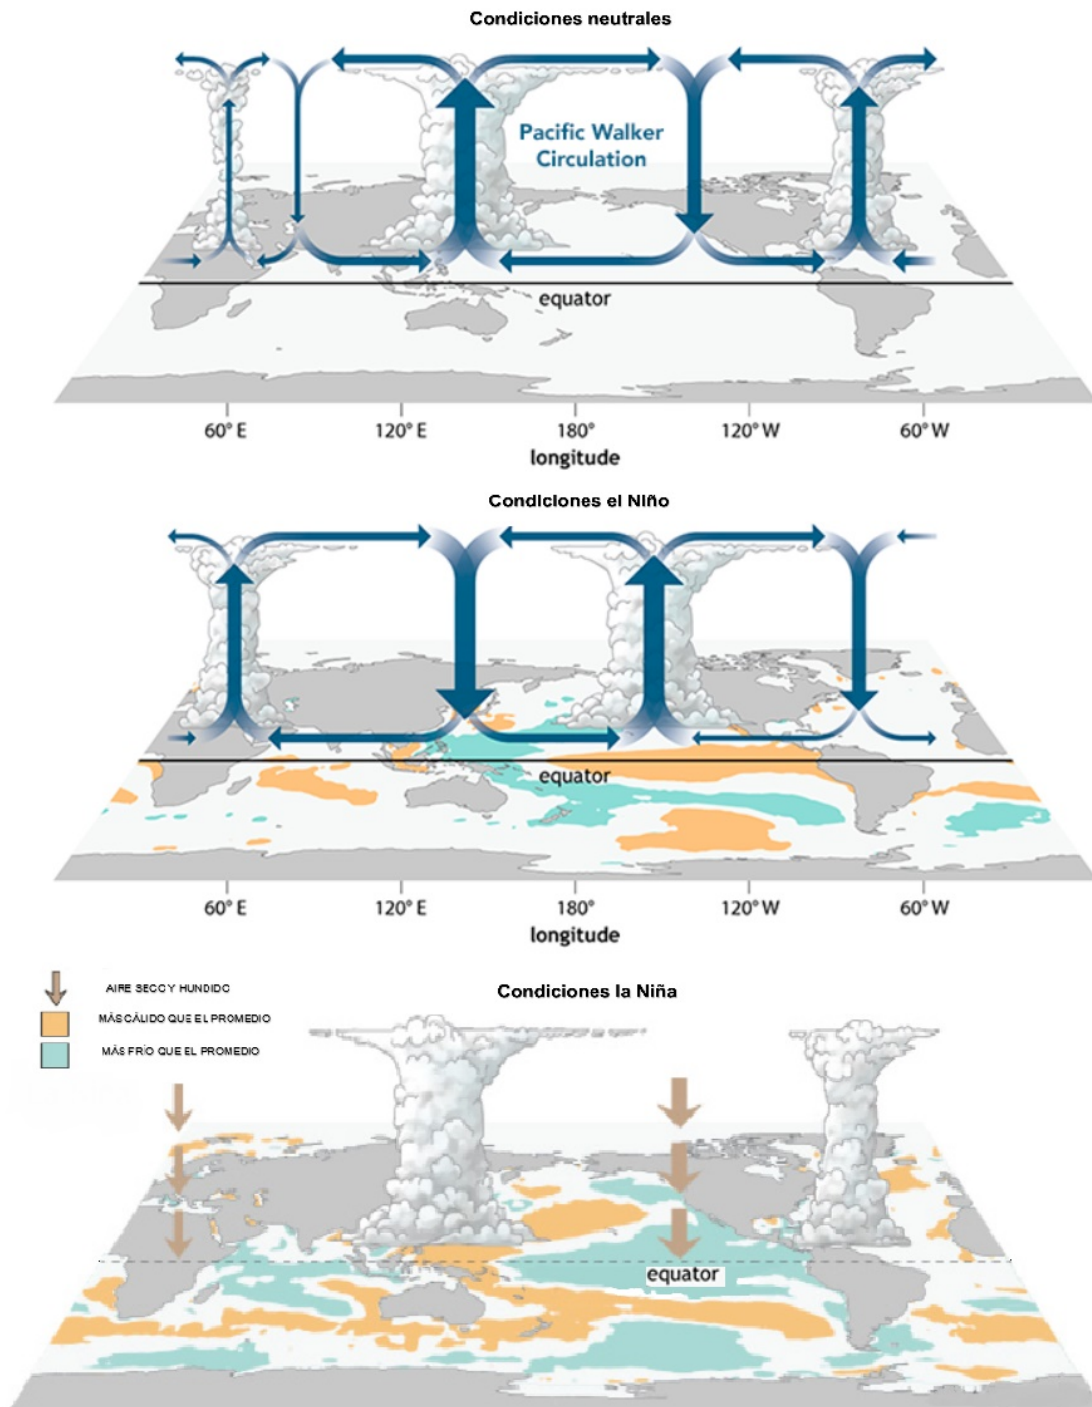 Condiciones neutrales
Pacific Walker
Circulation
equator
60° E 120° E 180° 120° W 60° W
longitude
Condiciones el Niño
equator
60° E 120° E 180° 120° W 60° W
longitude
AIRE SECO Y HUNDIDO
Condiciones la Niña
MÁS CÁLIDO QUE EL PROMEDIO
MÁS FRÍO QUE EL PROMEDIO
equator